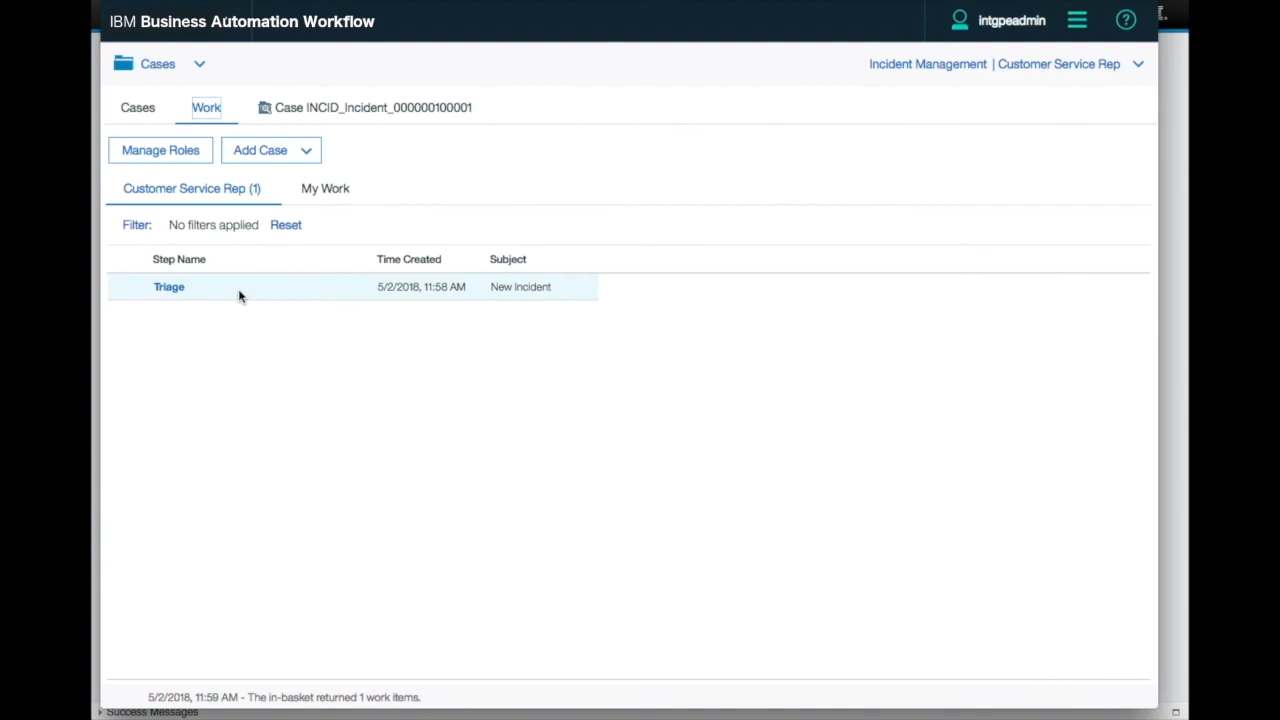 IBM Business Automation Workflow
intgpeadmin
?
Cases
Incident Management | Customer Service Rep
Cases
Work
Case INCID_Incident_000000100001
Manage Roles
Add Case
Customer Service Rep (1)
My Work
Filter:
No filters applied
Reset
Step Name
Time Created
Subject
Triage
5/2/2018, 11:58 AM
New Incident
5/2/2018, 11:59 AM - The in-basket returned 1 work items.
Success Messages